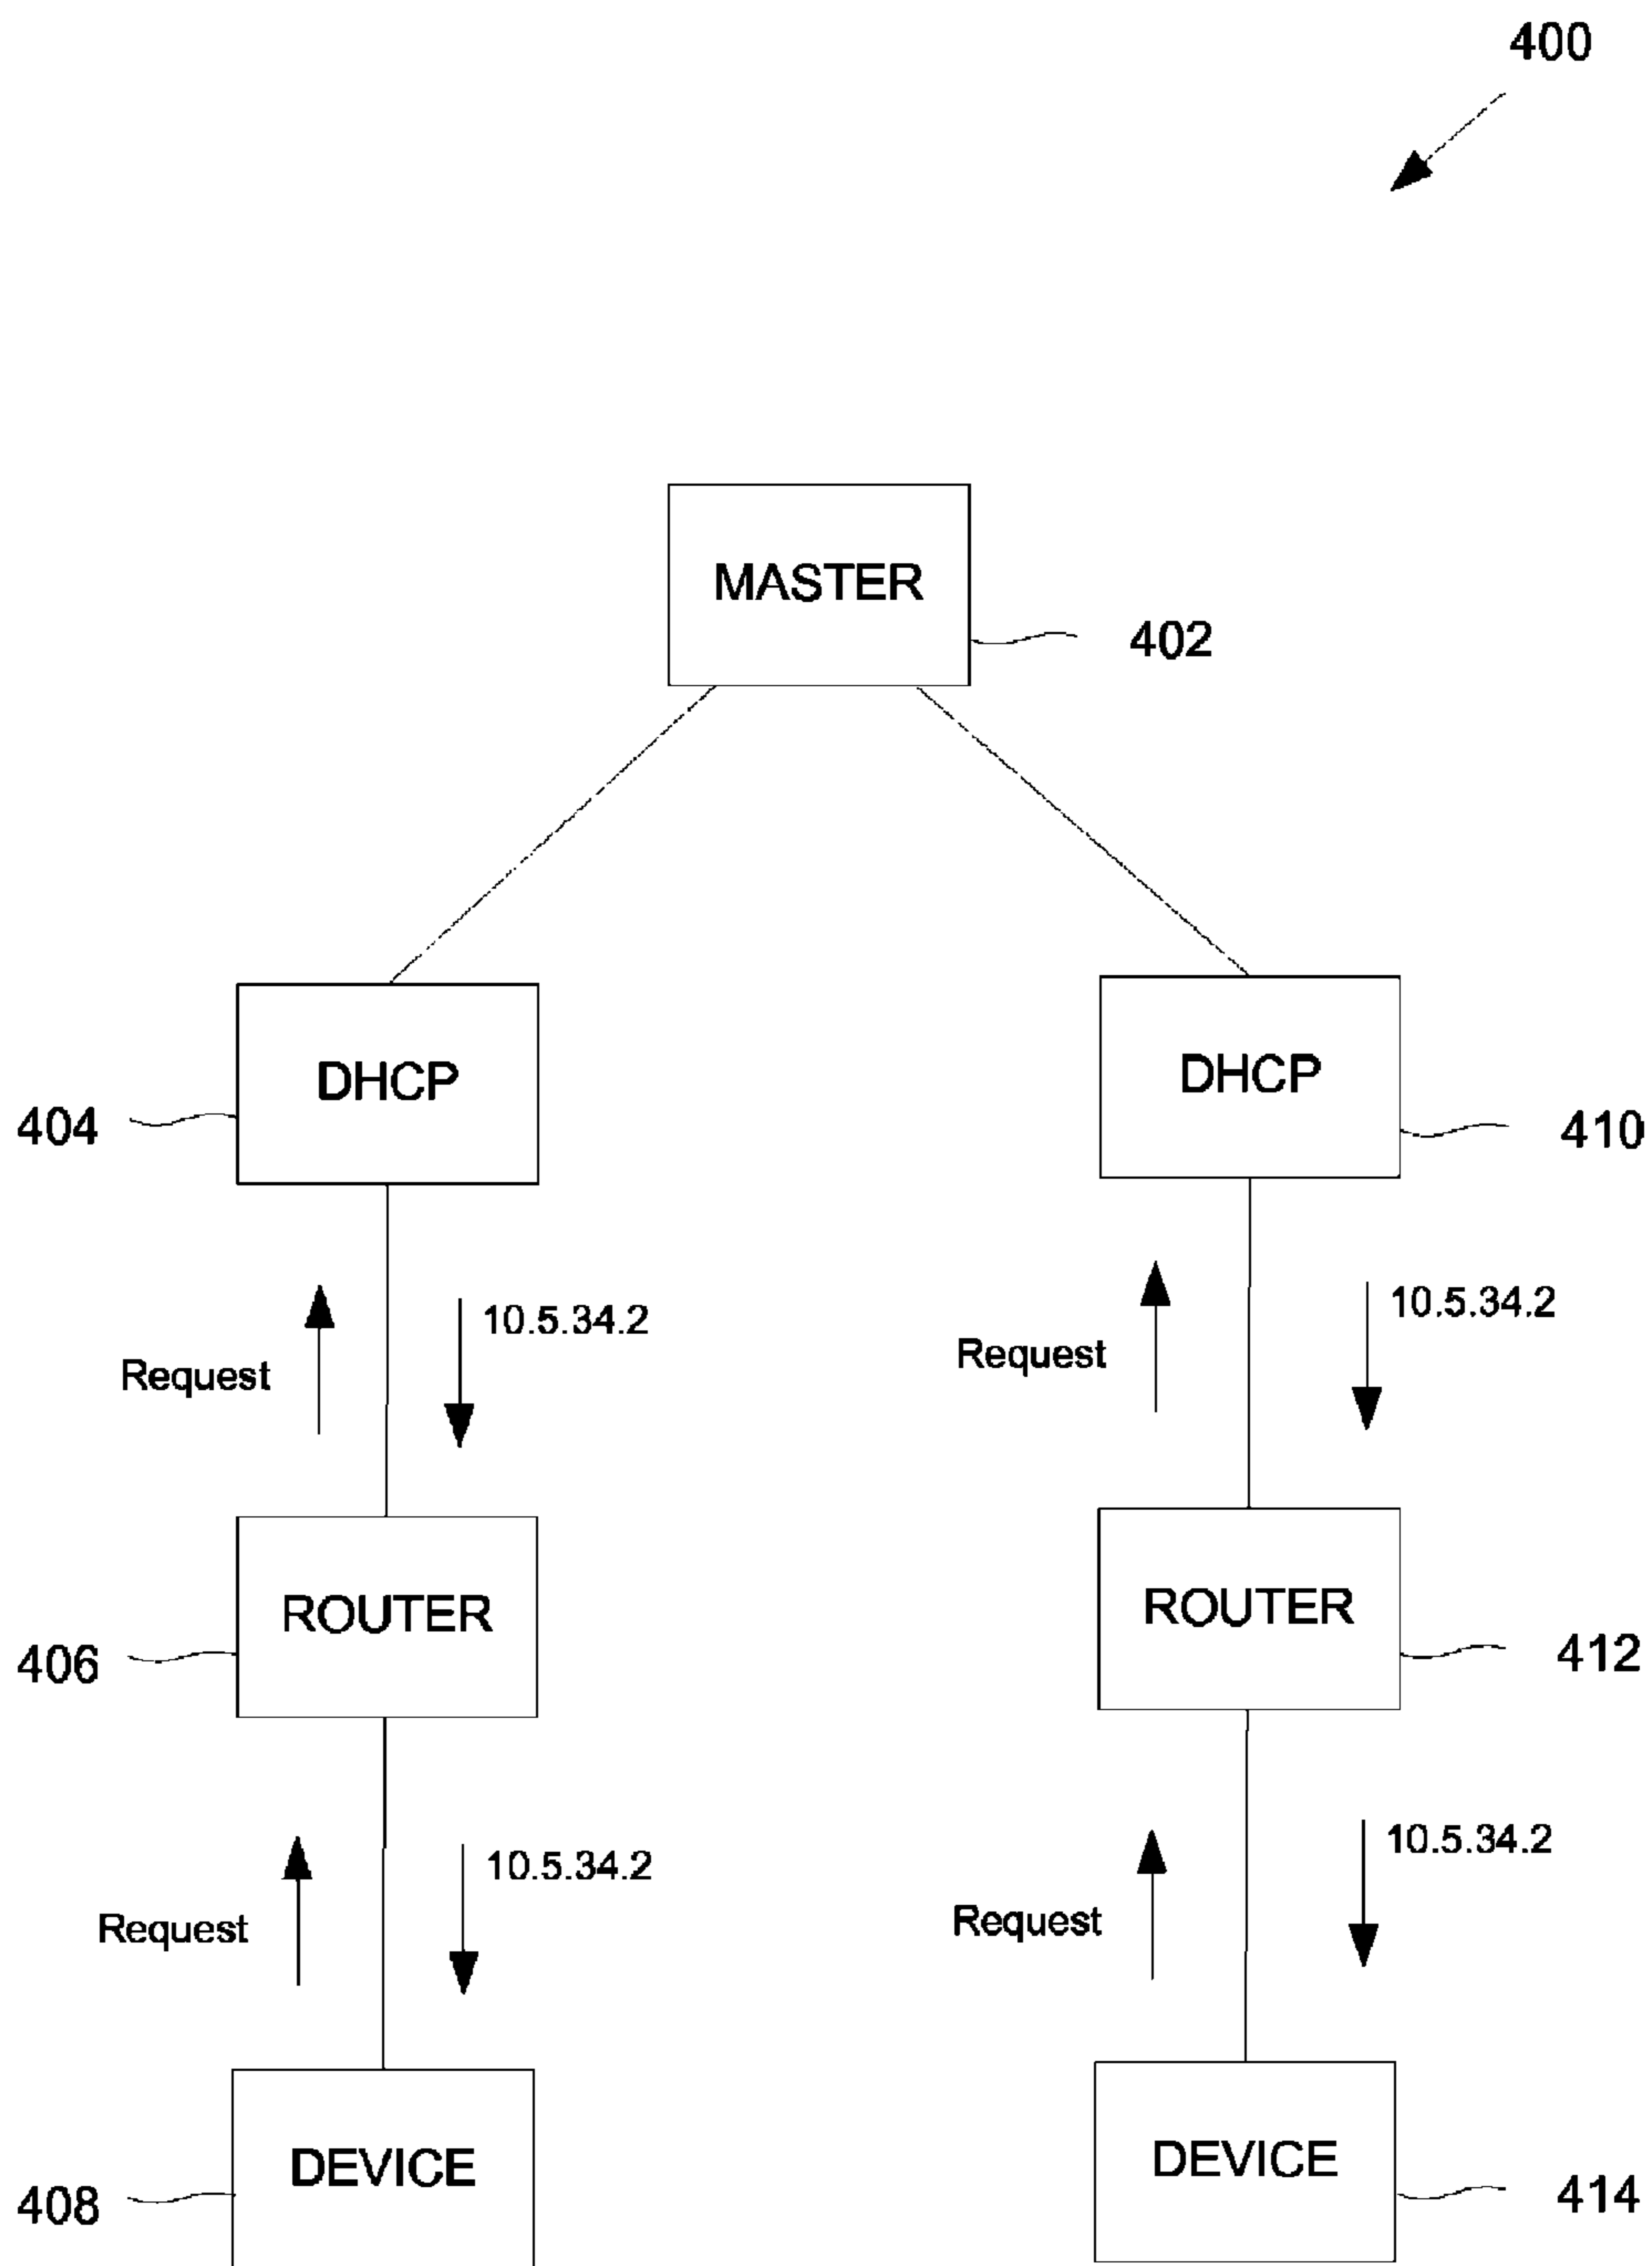 400
MASTER
402
DHCP
DHCP
404
410
10.5.34.2
10.5.34.2
Request
Request
ROUTER
ROUTER
406
412
10.5.34.2
10.5.34.2
Request
Request
DEVICE
DEVICE
408
414